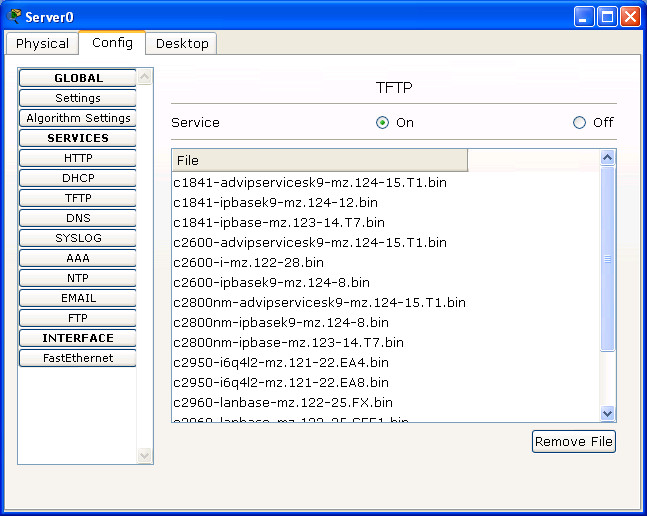 Server0
Physical Config Desktop
GLOBAL
Settings
Algorithm Settings
SERVICES
HTTP
DHCP
TFTP
DNS
SYSLOG
AAA
NTP
EMAIL
FTP
INTERFACE
FastEthernet
TFTP
Service On Off
File
c1841-advipservicesk9-mz.124-15.T1.bin
c1841-ipbasek9-mz.124-12.bin
c1841-ipbase-mz.123-14.T7.bin
c2600-advipservicesk9-mz.124-15.T1.bin
c2600-i-mz.122-28.bin
c2600-ipbasek9-mz.124-8.bin
c2800nm-advipservicesk9-mz.124-15.T1.bin
c2800nm-ipbasek9-mz.124-8.bin
c2800nm-ipbase-mz.123-14.T7.bin
c2950-i6q4l2-mz.121-22.EA4.bin
c2950-i6q4l2-mz.121-22.EA8.bin
c2960-lanbase-mz.122-25.FX.bin
Remove File